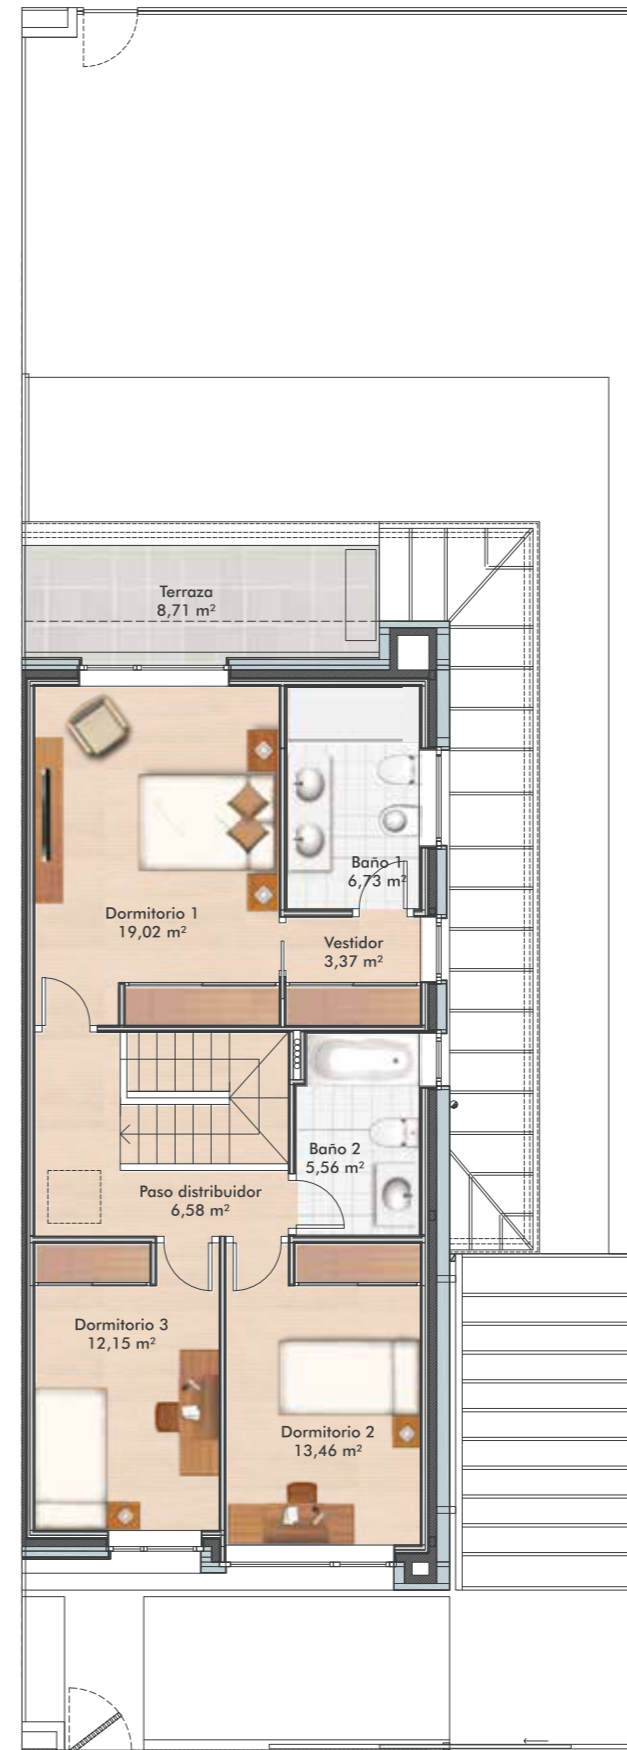 Terraza
8,71 m²
Baño 1
6,73 m²
Dormitorio 1
19,02 m²
Vestidor
3,37 m²
Baño 2
5,56 m²
Paso distribuidor
6,58 m²
Dormitorio 3
12,15 m²
Dormitorio 2
13,46 m²